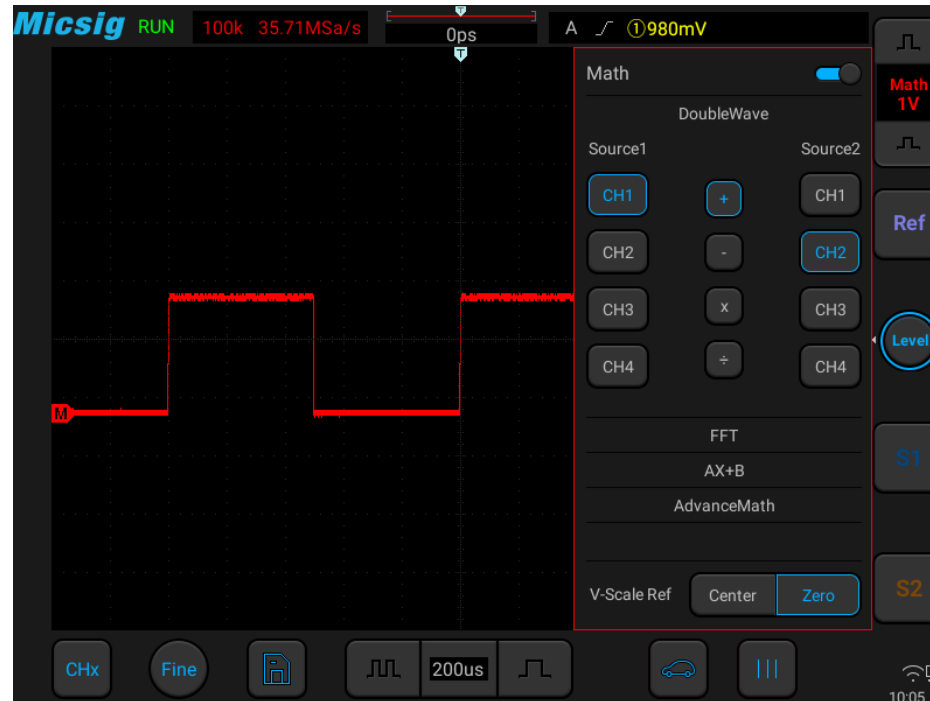 Micsig RUN 100k 35.71MSa/s 0ps A ①980mV
T
T
Math
Math
1V
DoubleWave
Source1 Source2
CH1 + CH1
Ref
CH2 - CH2
CH3 x CH3
Level
CH4 ÷ CH4
M
FFT
S1
AX+B
AdvanceMath
V-Scale Ref Center Zero
S2
CHx Fine 200us
10:05